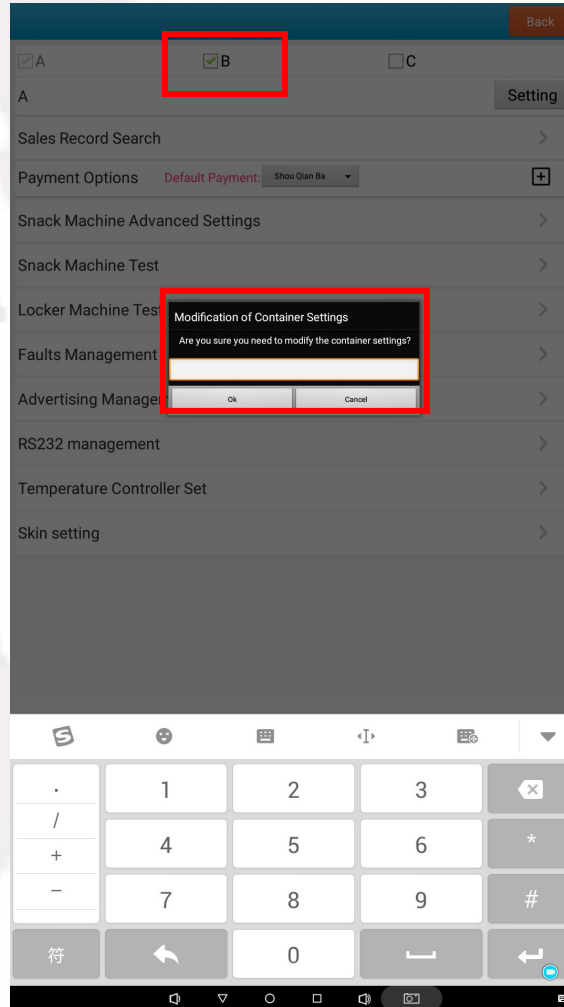 Back
A B C
A Setting
Sales Record Search
Payment Options Default Payment: Shou Qian Ba
Snack Machine Advanced Settings
Snack Machine Test
Locker Machine Tes
Faults Management
Advertising Manager
RS232 management
Temperature Controller Set
Skin setting
Modification of Container Settings
Are you sure you need to modify the container settings?
Ok Cancel
. 1 2 3
/
+ 4 5 6 *
- 7 8 9 #
符 0